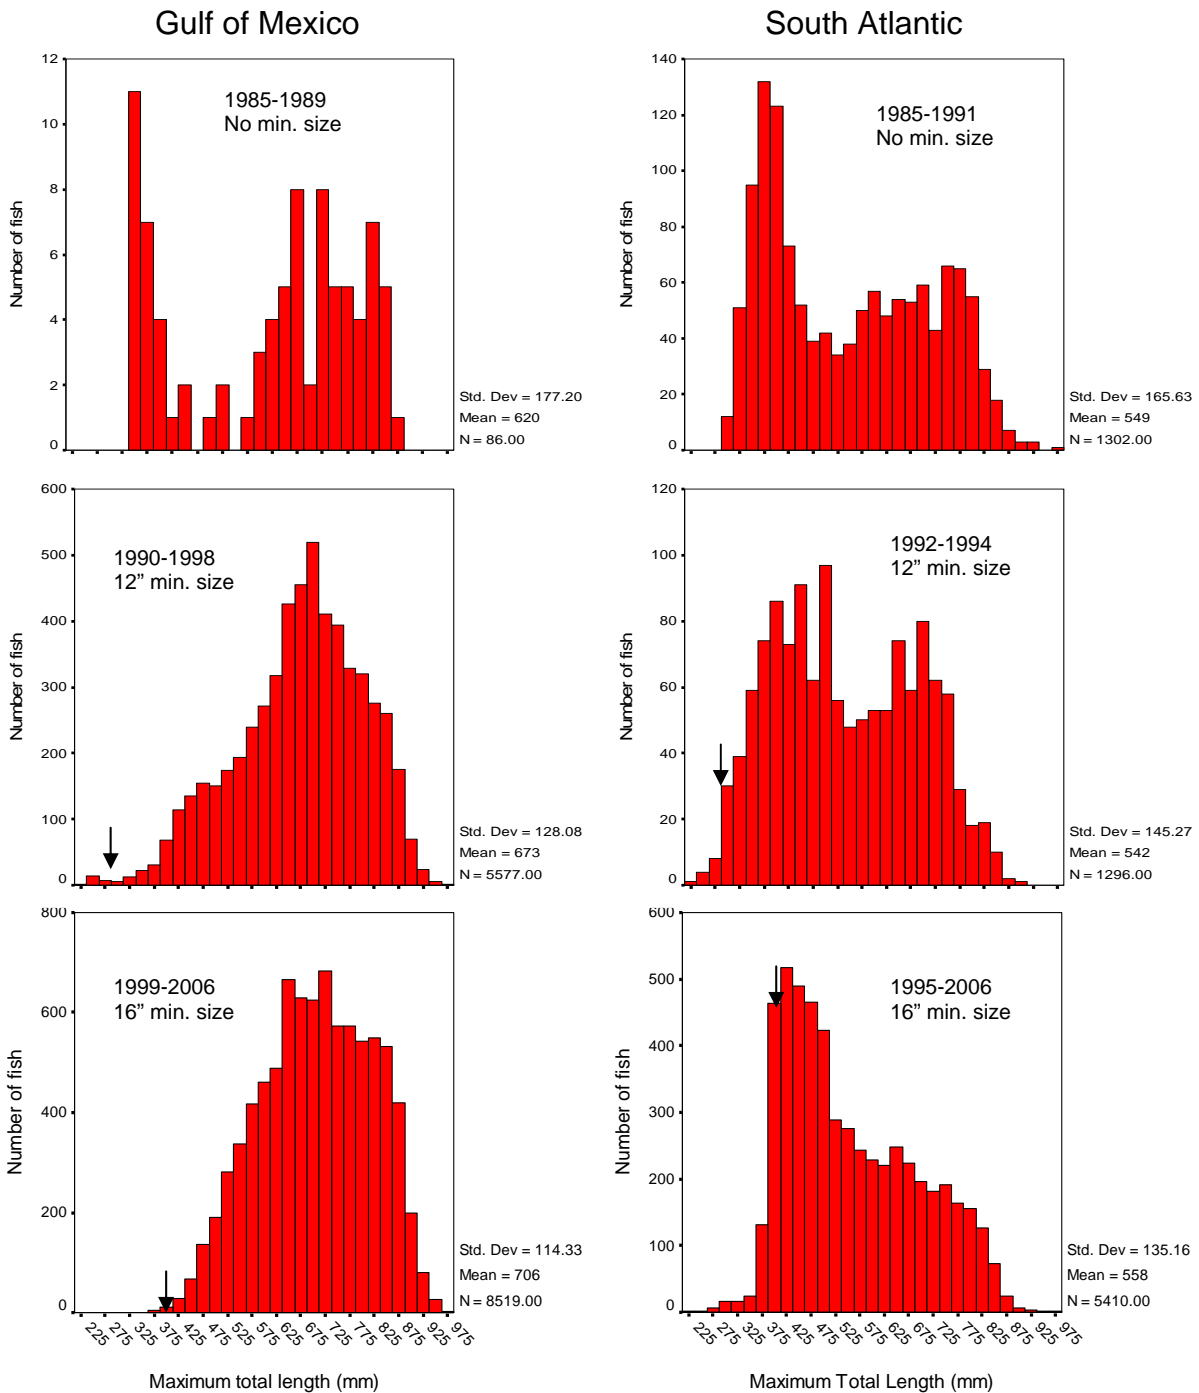 Gulf of Mexico
South Atlantic
12
10
8
6
4
2
0
Number of fish
1985-1989
No min. size
Std. Dev = 177.20
Mean = 620
N = 86.00
140
120
100
80
60
40
20
0
Number of fish
1985-1991
No min. size
Std. Dev = 165.63
Mean = 549
N = 1302.00
600
500
400
300
200
100
0
Number of fish
1990-1998
12” min. size
Std. Dev = 128.08
Mean = 673
N = 5577.00
120
100
80
60
40
20
0
Number of fish
1992-1994
12” min. size
Std. Dev = 145.27
Mean = 542
N = 1296.00
800
600
400
200
0
Number of fish
1999-2006
16” min. size
Std. Dev = 114.33
Mean = 706
N = 8519.00
225 275 325 375 425 475 525 575 625 675 725 775 825 875 925 975
Maximum total length (mm)
600
500
400
300
200
100
0
Number of fish
1995-2006
16” min. size
Std. Dev = 135.16
Mean = 558
N = 5410.00
225 275 325 375 425 475 525 575 625 675 725 775 825 875 925 975
Maximum Total Length (mm)